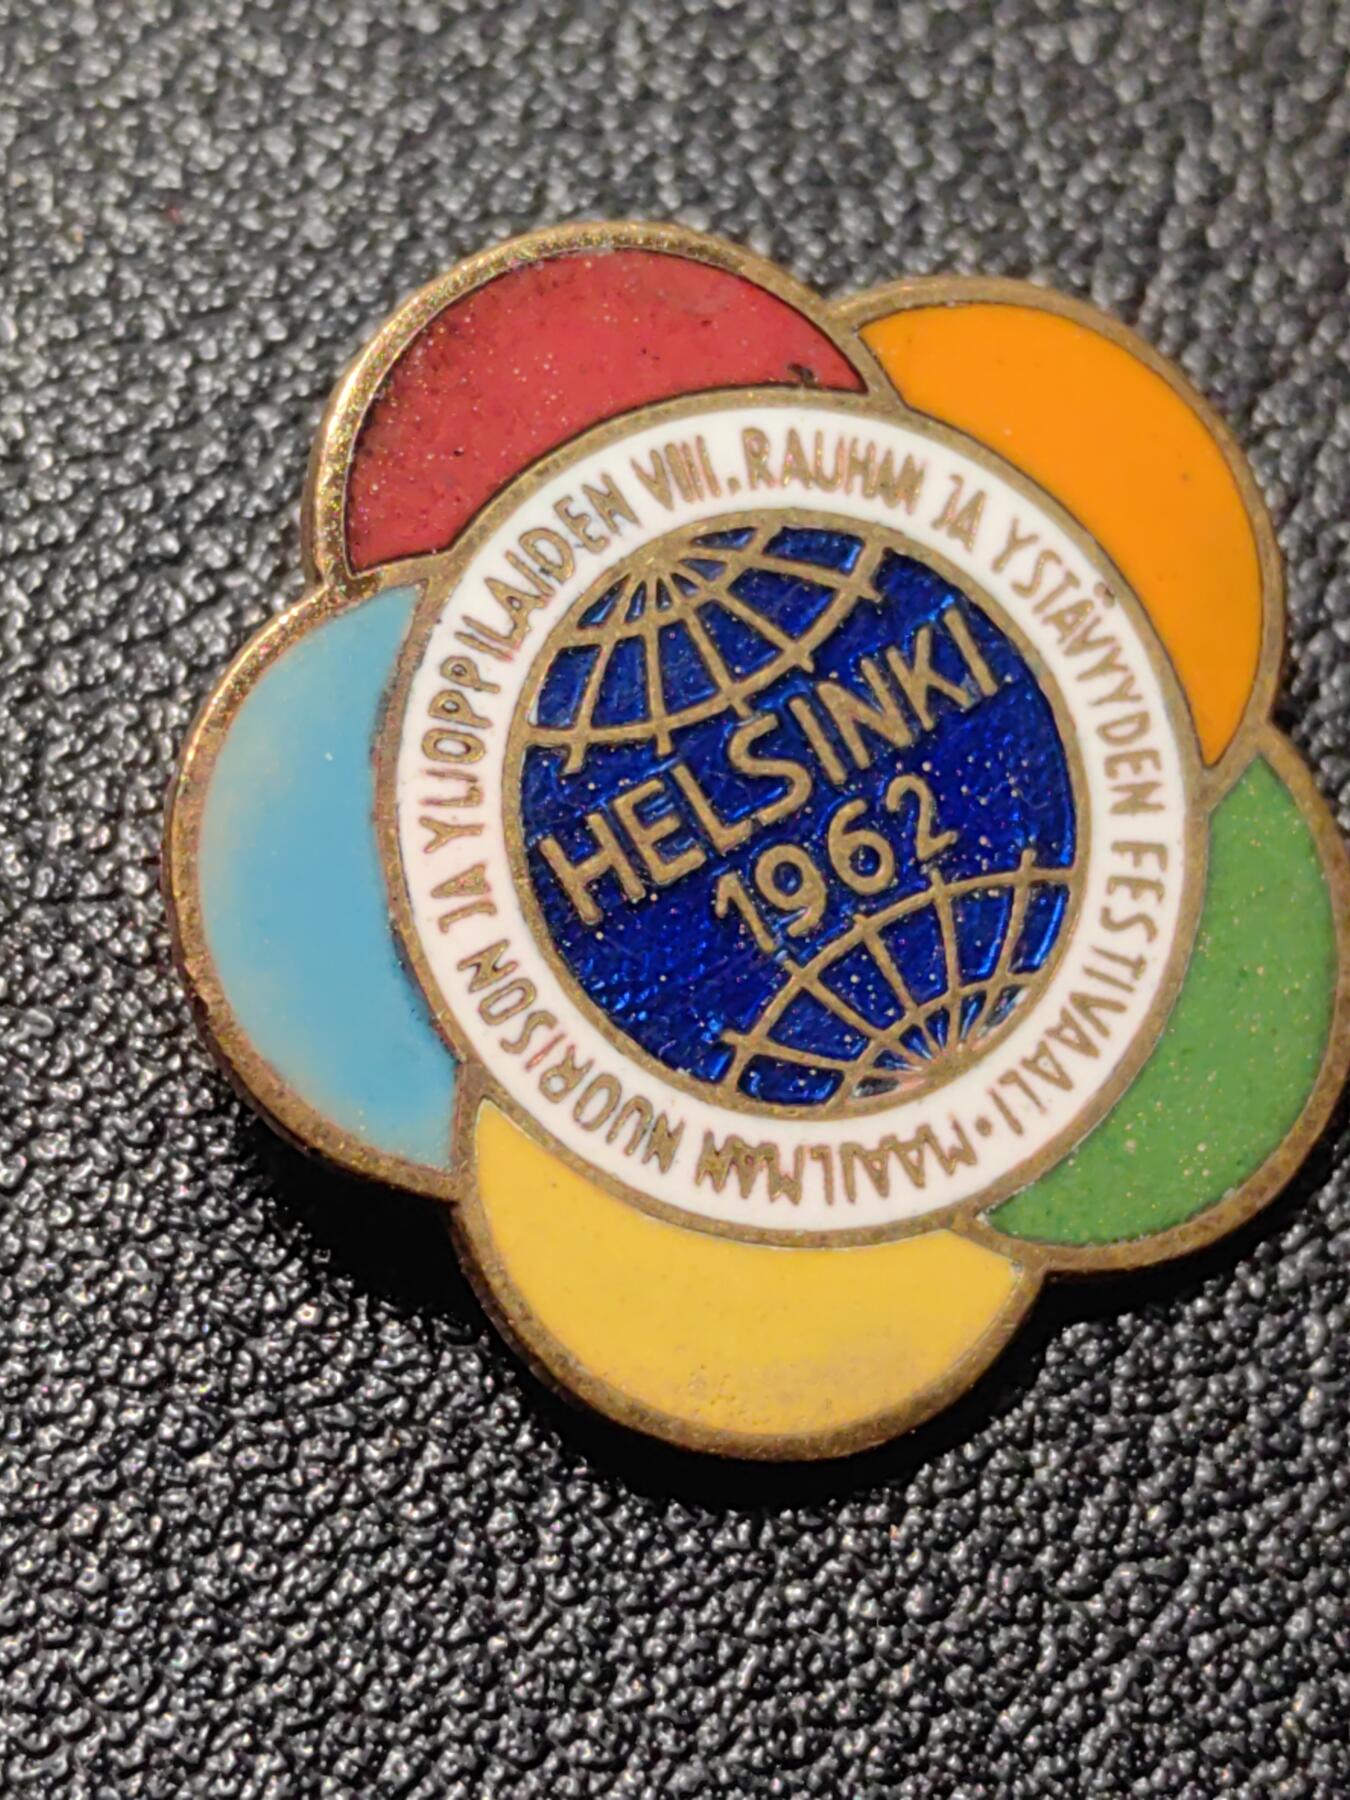 MAAILMAN NUORISON JA YLIOPPILAIDEN VIII. RAUHAN JA YSTÄVYYDEN FESTIVAALI •
HELSINKI
1962